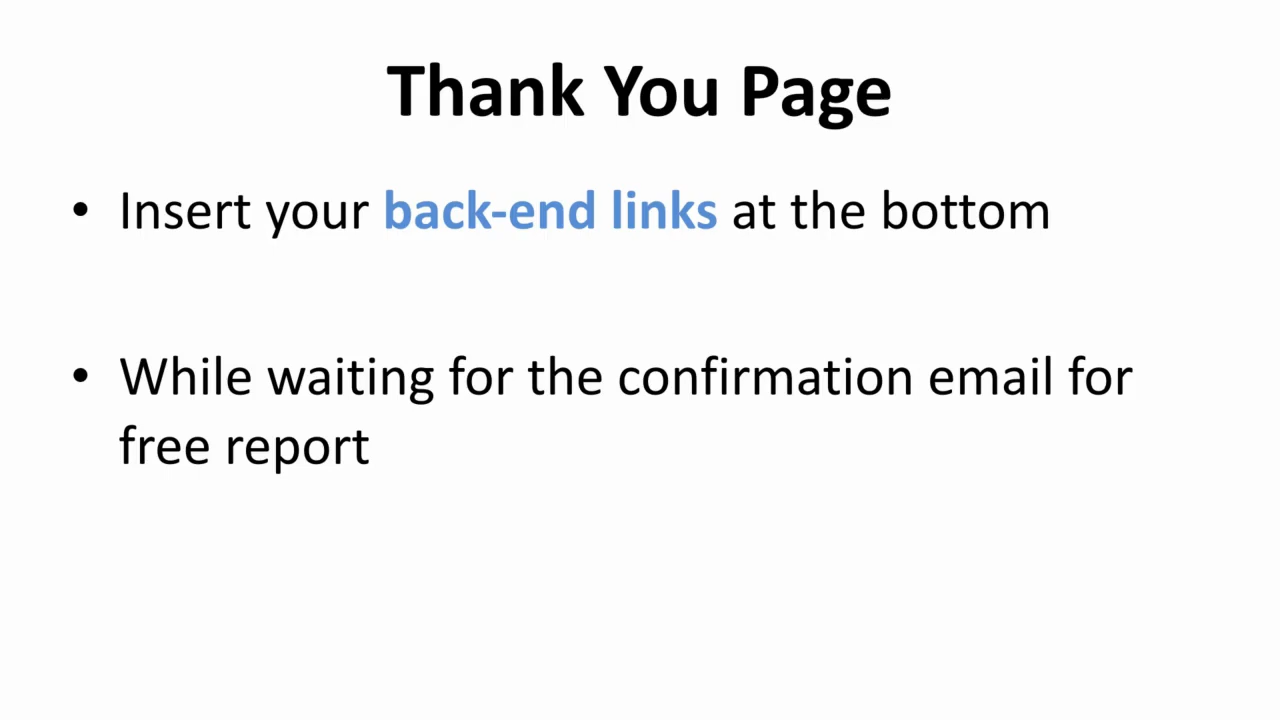 Thank You Page
• Insert your back-end links at the bottom
• While waiting for the confirmation email for
free report